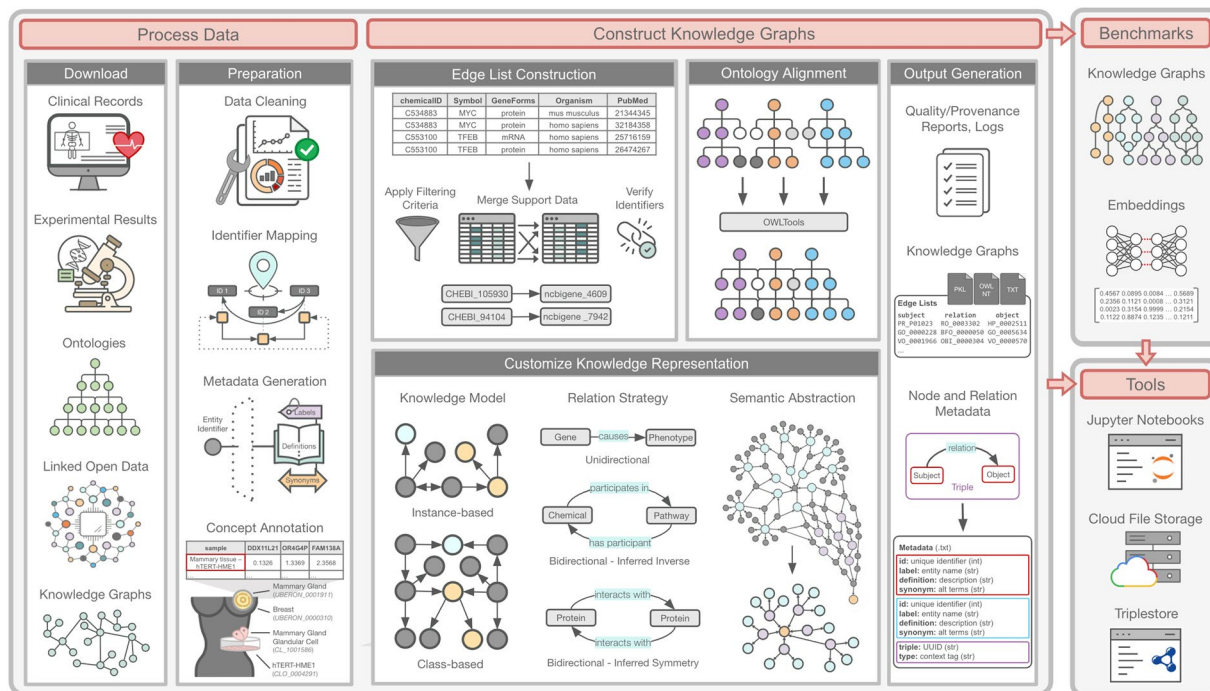 Process Data
Construct Knowledge Graphs
Benchmarks
Download
Clinical Records
Experimental Results
Ontologies
Linked Open Data
Knowledge Graphs
Preparation
Data Cleaning
Identifier Mapping
ID 1
ID 3
ID 2
Metadata Generation
Entity
Identifier
Labels
Definitions
Synonyms
Concept Annotation
sample DDX11L21 OR4G4P FAM138A
Mammary tissue –
hTERT-HME1 0.1326 1.3369 2.3568
... ... ... ...
Mammary Gland
(UBERON_0001911)
Breast
(UBERON_0000310)
Mammary Gland
Glandular Cell
(CL_1001586)
hTERT-HME1
(CLO_0004291)
Edge List Construction
chemicalID Symbol GeneForms Organism PubMed
C534883 MYC protein mus musculus 21344345
C534883 MYC protein homo sapiens 32184358
C553100 TFEB mRNA homo sapiens 25716159
C553100 TFEB protein homo sapiens 26474267
Apply Filtering
Criteria
Merge Support Data
Verify
Identifiers
CHEBI_105930 ncbigene_4609
CHEBI_94104 ncbigene _7942
Ontology Alignment
OWLTools
Customize Knowledge Representation
Knowledge Model
Instance-based
Class-based
Relation Strategy
Gene causes Phenotype
Unidirectional
participates in
Chemical Pathway
has participant
Bidirectional - Inferred Inverse
interacts with
Protein Protein
interacts with
Bidirectional - Inferred Symmetry
Semantic Abstraction
Output Generation
Quality/Provenance
Reports, Logs
Knowledge Graphs
PKL
OWL
NT
TXT
Edge Lists
subject relation object
PR_P01023 RO_0003302 HP_0002511
GO_0000228 BFO_0000050 GO_0005634
VO_0001966 OBI_0000304 VO_0000570
...
Node and Relation
Metadata
relation
Subject Object
Triple
Metadata (.txt)
id: unique identifier (int)
label: entity name (str)
definition: description (str)
synonym: alt terms (str)
id: unique identifier (int)
label: entity name (str)
definition: description (str)
synonym: alt terms (str)
triple: UUID (str)
type: context tag (str)
Knowledge Graphs
Embeddings
0.4567 0.0895 0.0084 ... 0.5689
0.2356 0.1121 0.0008 ... 0.3121
0.0023 0.3154 0.9999 ... 0.2154
0.1122 0.8874 0.1235 ... 0.1211
Tools
Jupyter Notebooks
Cloud File Storage
Triplestore